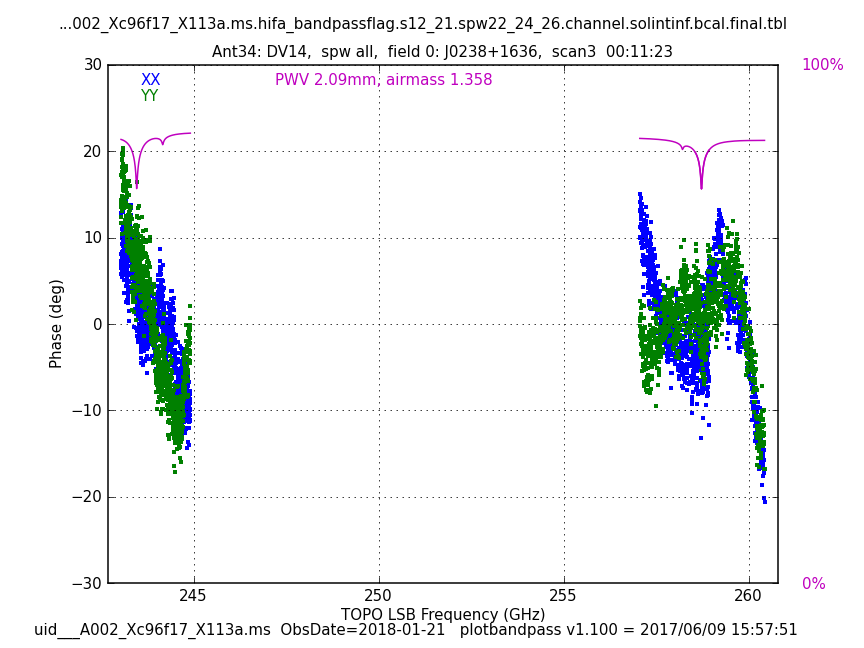 ...002_Xc96f17_X113a.ms.hifa_bandpassflag.s12_21.spw22_24_26.channel.solintinf.bcal.final.tbl
Ant34: DV14,  spw all,  field 0: J0238+1636,  scan3  00:11:23
30
100%
XX
PWV 2.09mm, airmass 1.358
YY
20
10
Phase (deg)
0
−10
−20
−30
0%
245
250
255
260
TOPO LSB Frequency (GHz)
uid___A002_Xc96f17_X113a.ms  ObsDate=2018-01-21   plotbandpass v1.100 = 2017/06/09 15:57:51